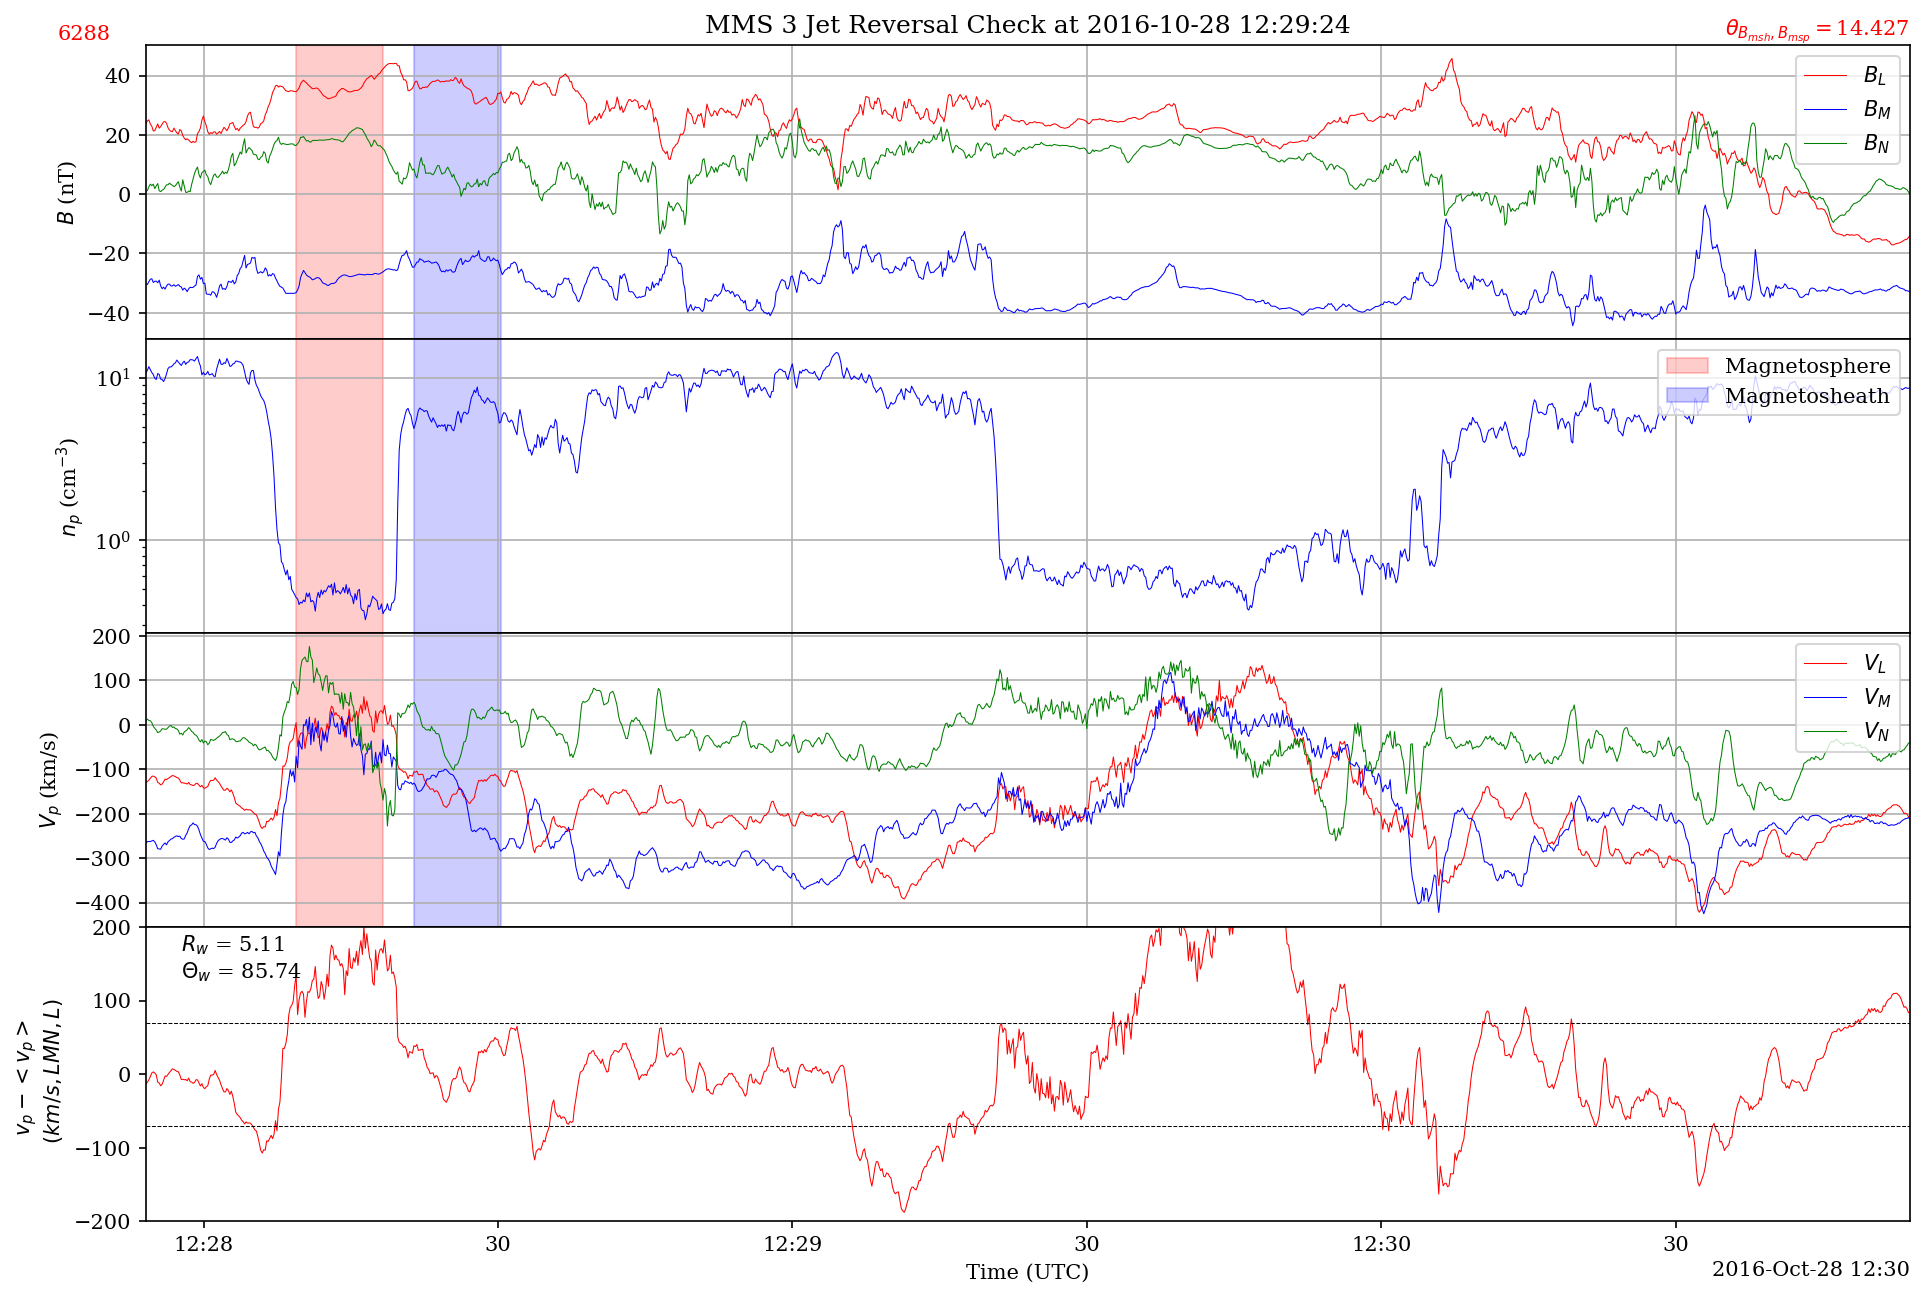 MMS 3 Jet Reversal Check at 2016-10-28 12:29:24
6288
θ_{B_{msh}, B_{msp}} = 14.427
40
20
0
−20
−40
B (nT)
B_L
B_M
B_N
10^1
10^0
n_p (cm^{−3})
Magnetosphere
Magnetosheath
200
100
0
−100
−200
−300
−400
V_p (km/s)
V_L
V_M
V_N
200
100
0
−100
−200
v_p − < v_p >
(km/s, LMN, L)
R_w = 5.11
Θ_w = 85.74
12:28
30
12:29
30
12:30
30
Time (UTC)
2016-Oct-28 12:30